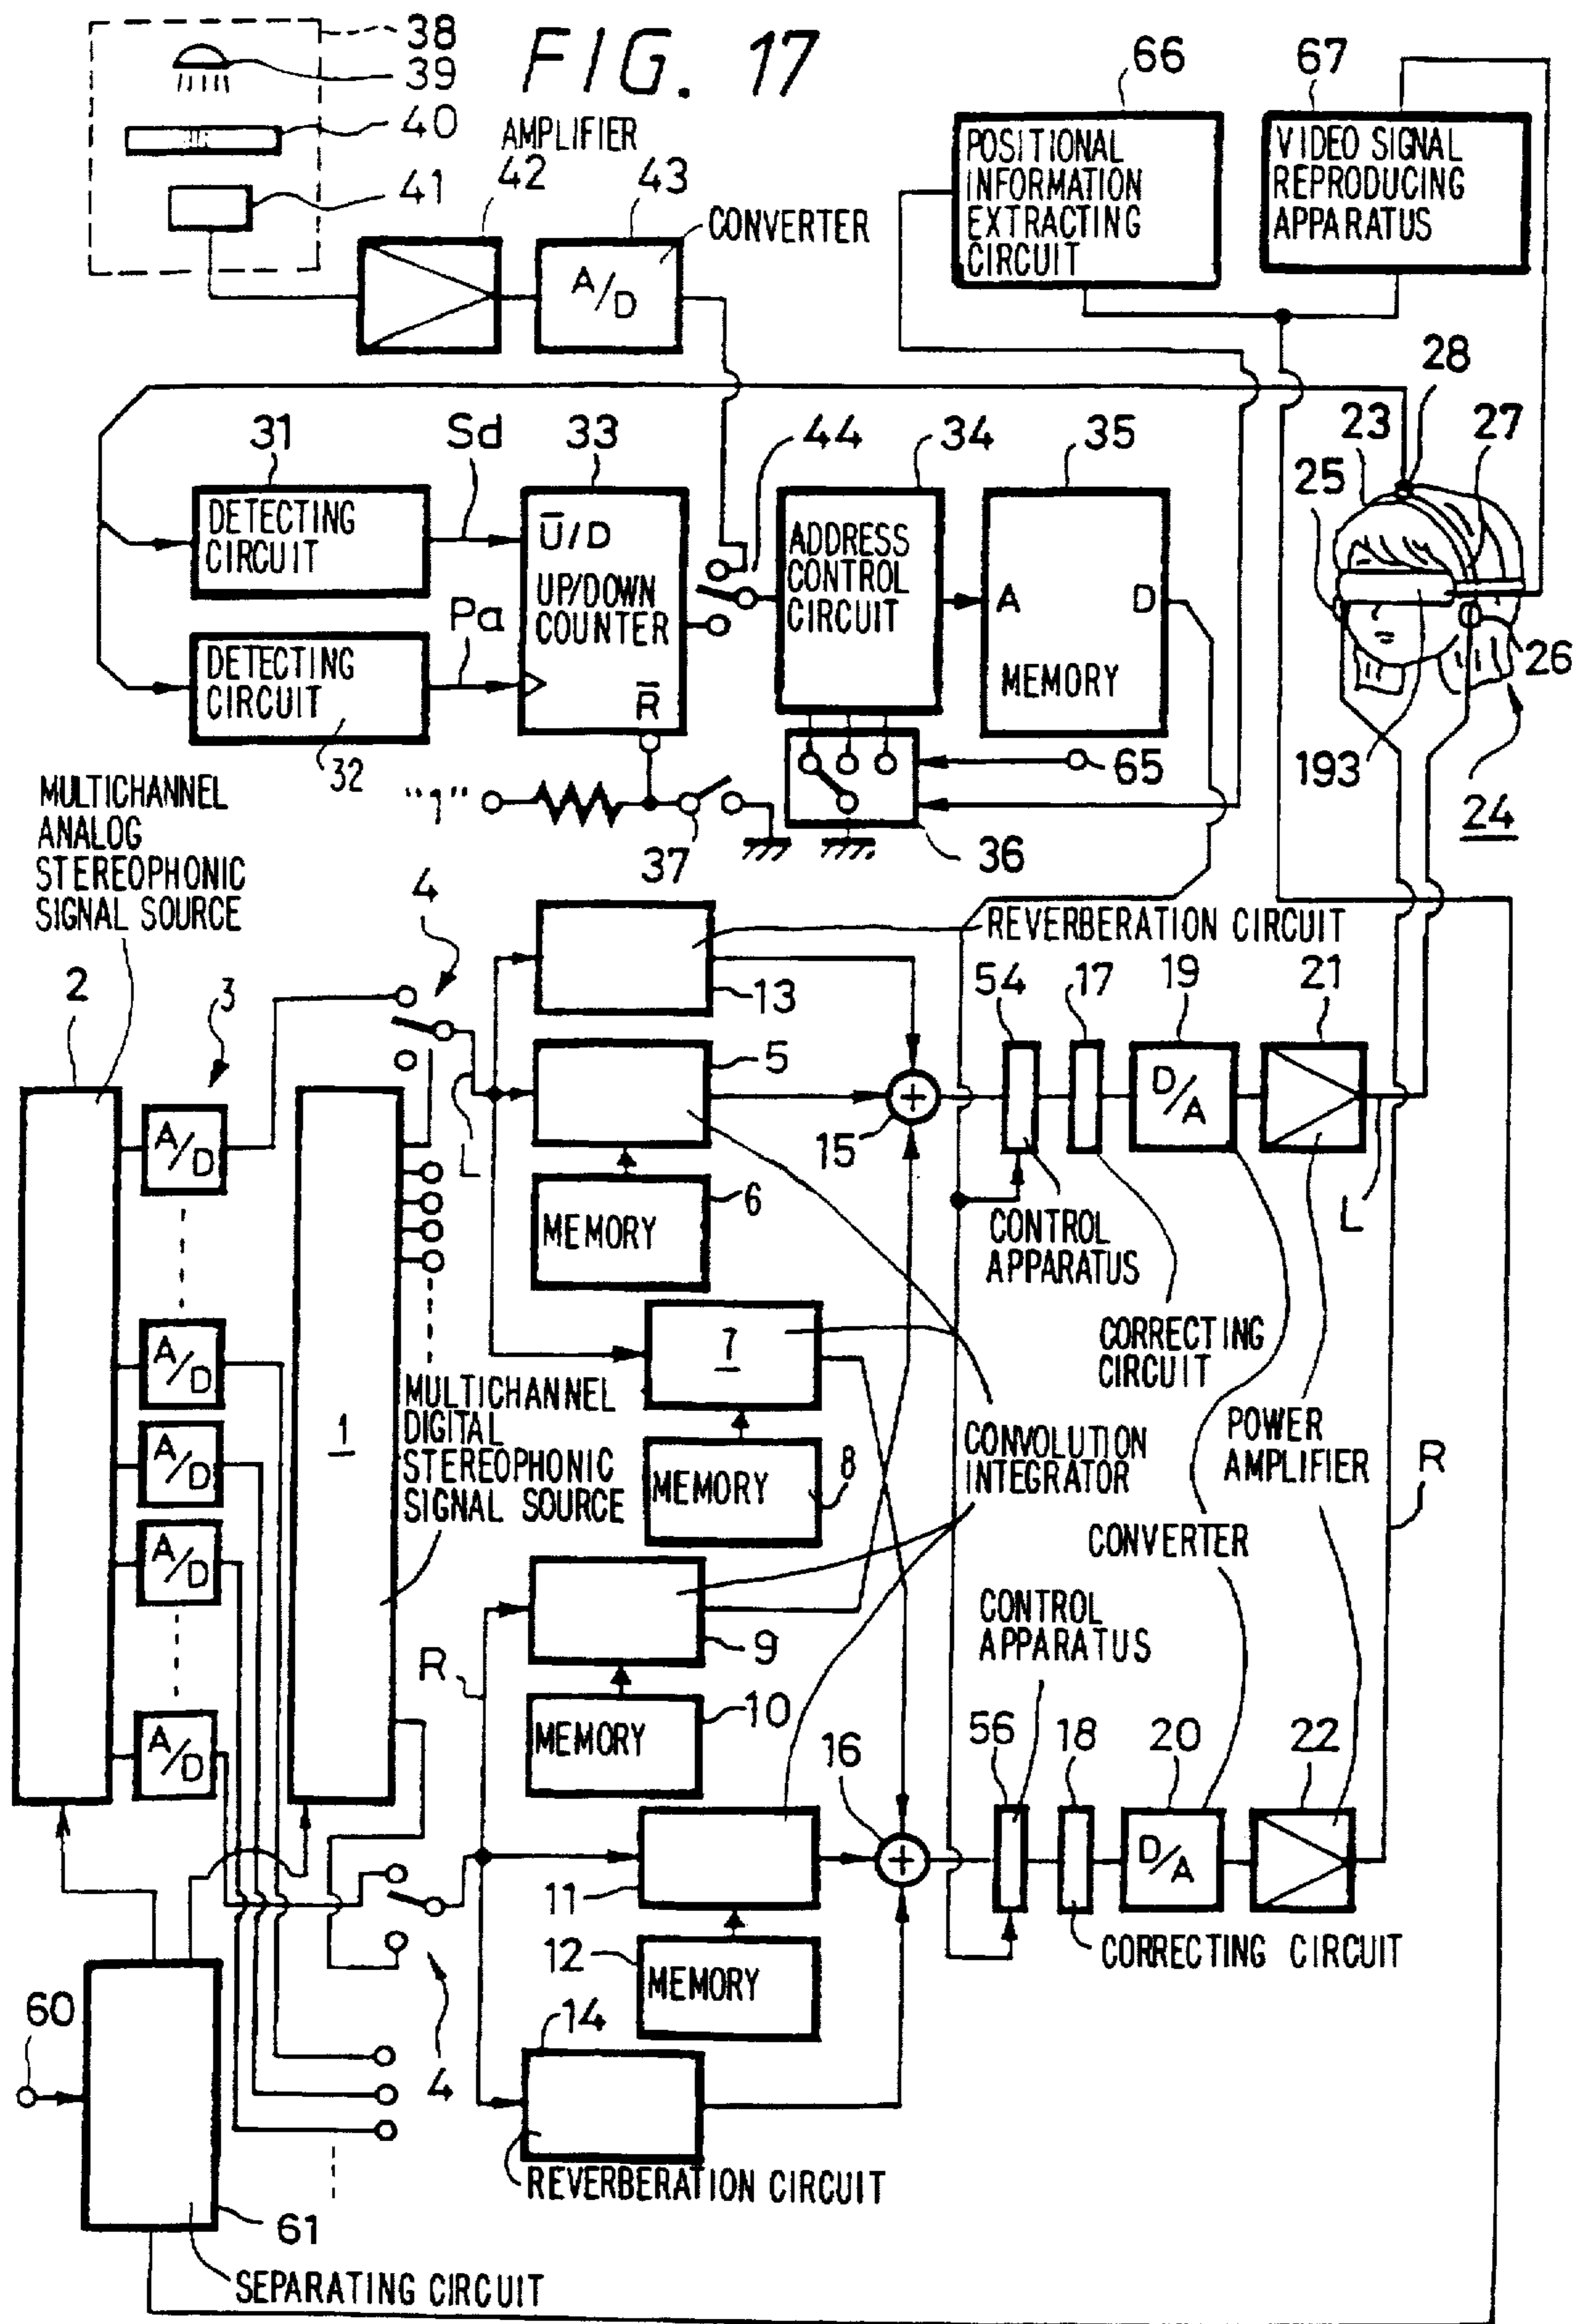 FIG. 17
38
39
40
41
AMPLIFIER
42
43
CONVERTER
A/D
66
POSITIONAL
INFORMATION
EXTRACTING
CIRCUIT
67
VIDEO SIGNAL
REPRODUCING
APPARATUS
28
23
27
25
26
193
24
31
DETECTING
CIRCUIT
Sd
33
U̅/D
UP/DOWN
COUNTER
R̅
Pa
DETECTING
CIRCUIT
32
44
34
ADDRESS
CONTROL
CIRCUIT
35
A
D
MEMORY
65
36
37
"1"
MULTICHANNEL
ANALOG
STEREOPHONIC
SIGNAL SOURCE
2
3
4
A/D
A/D
A/D
A/D
A/D
1
MULTICHANNEL
DIGITAL
STEREOPHONIC
SIGNAL SOURCE
L
REVERBERATION CIRCUIT
13
5
6
MEMORY
7
MEMORY
8
CONVOLUTION
INTEGRATOR
9
R
10
MEMORY
11
12
MEMORY
14
REVERBERATION CIRCUIT
15
16
54
17
19
21
D/A
L
CONTROL
APPARATUS
CORRECTING
CIRCUIT
POWER
AMPLIFIER
R
CONVERTER
CONTROL
APPARATUS
56
18
20
22
D/A
CORRECTING CIRCUIT
4
60
61
SEPARATING CIRCUIT